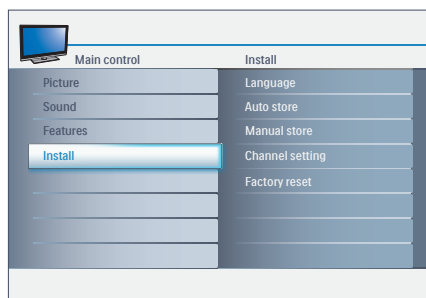 Main control
Install
Picture
Sound
Features
Install
Language
Auto store
Manual store
Channel setting
Factory reset